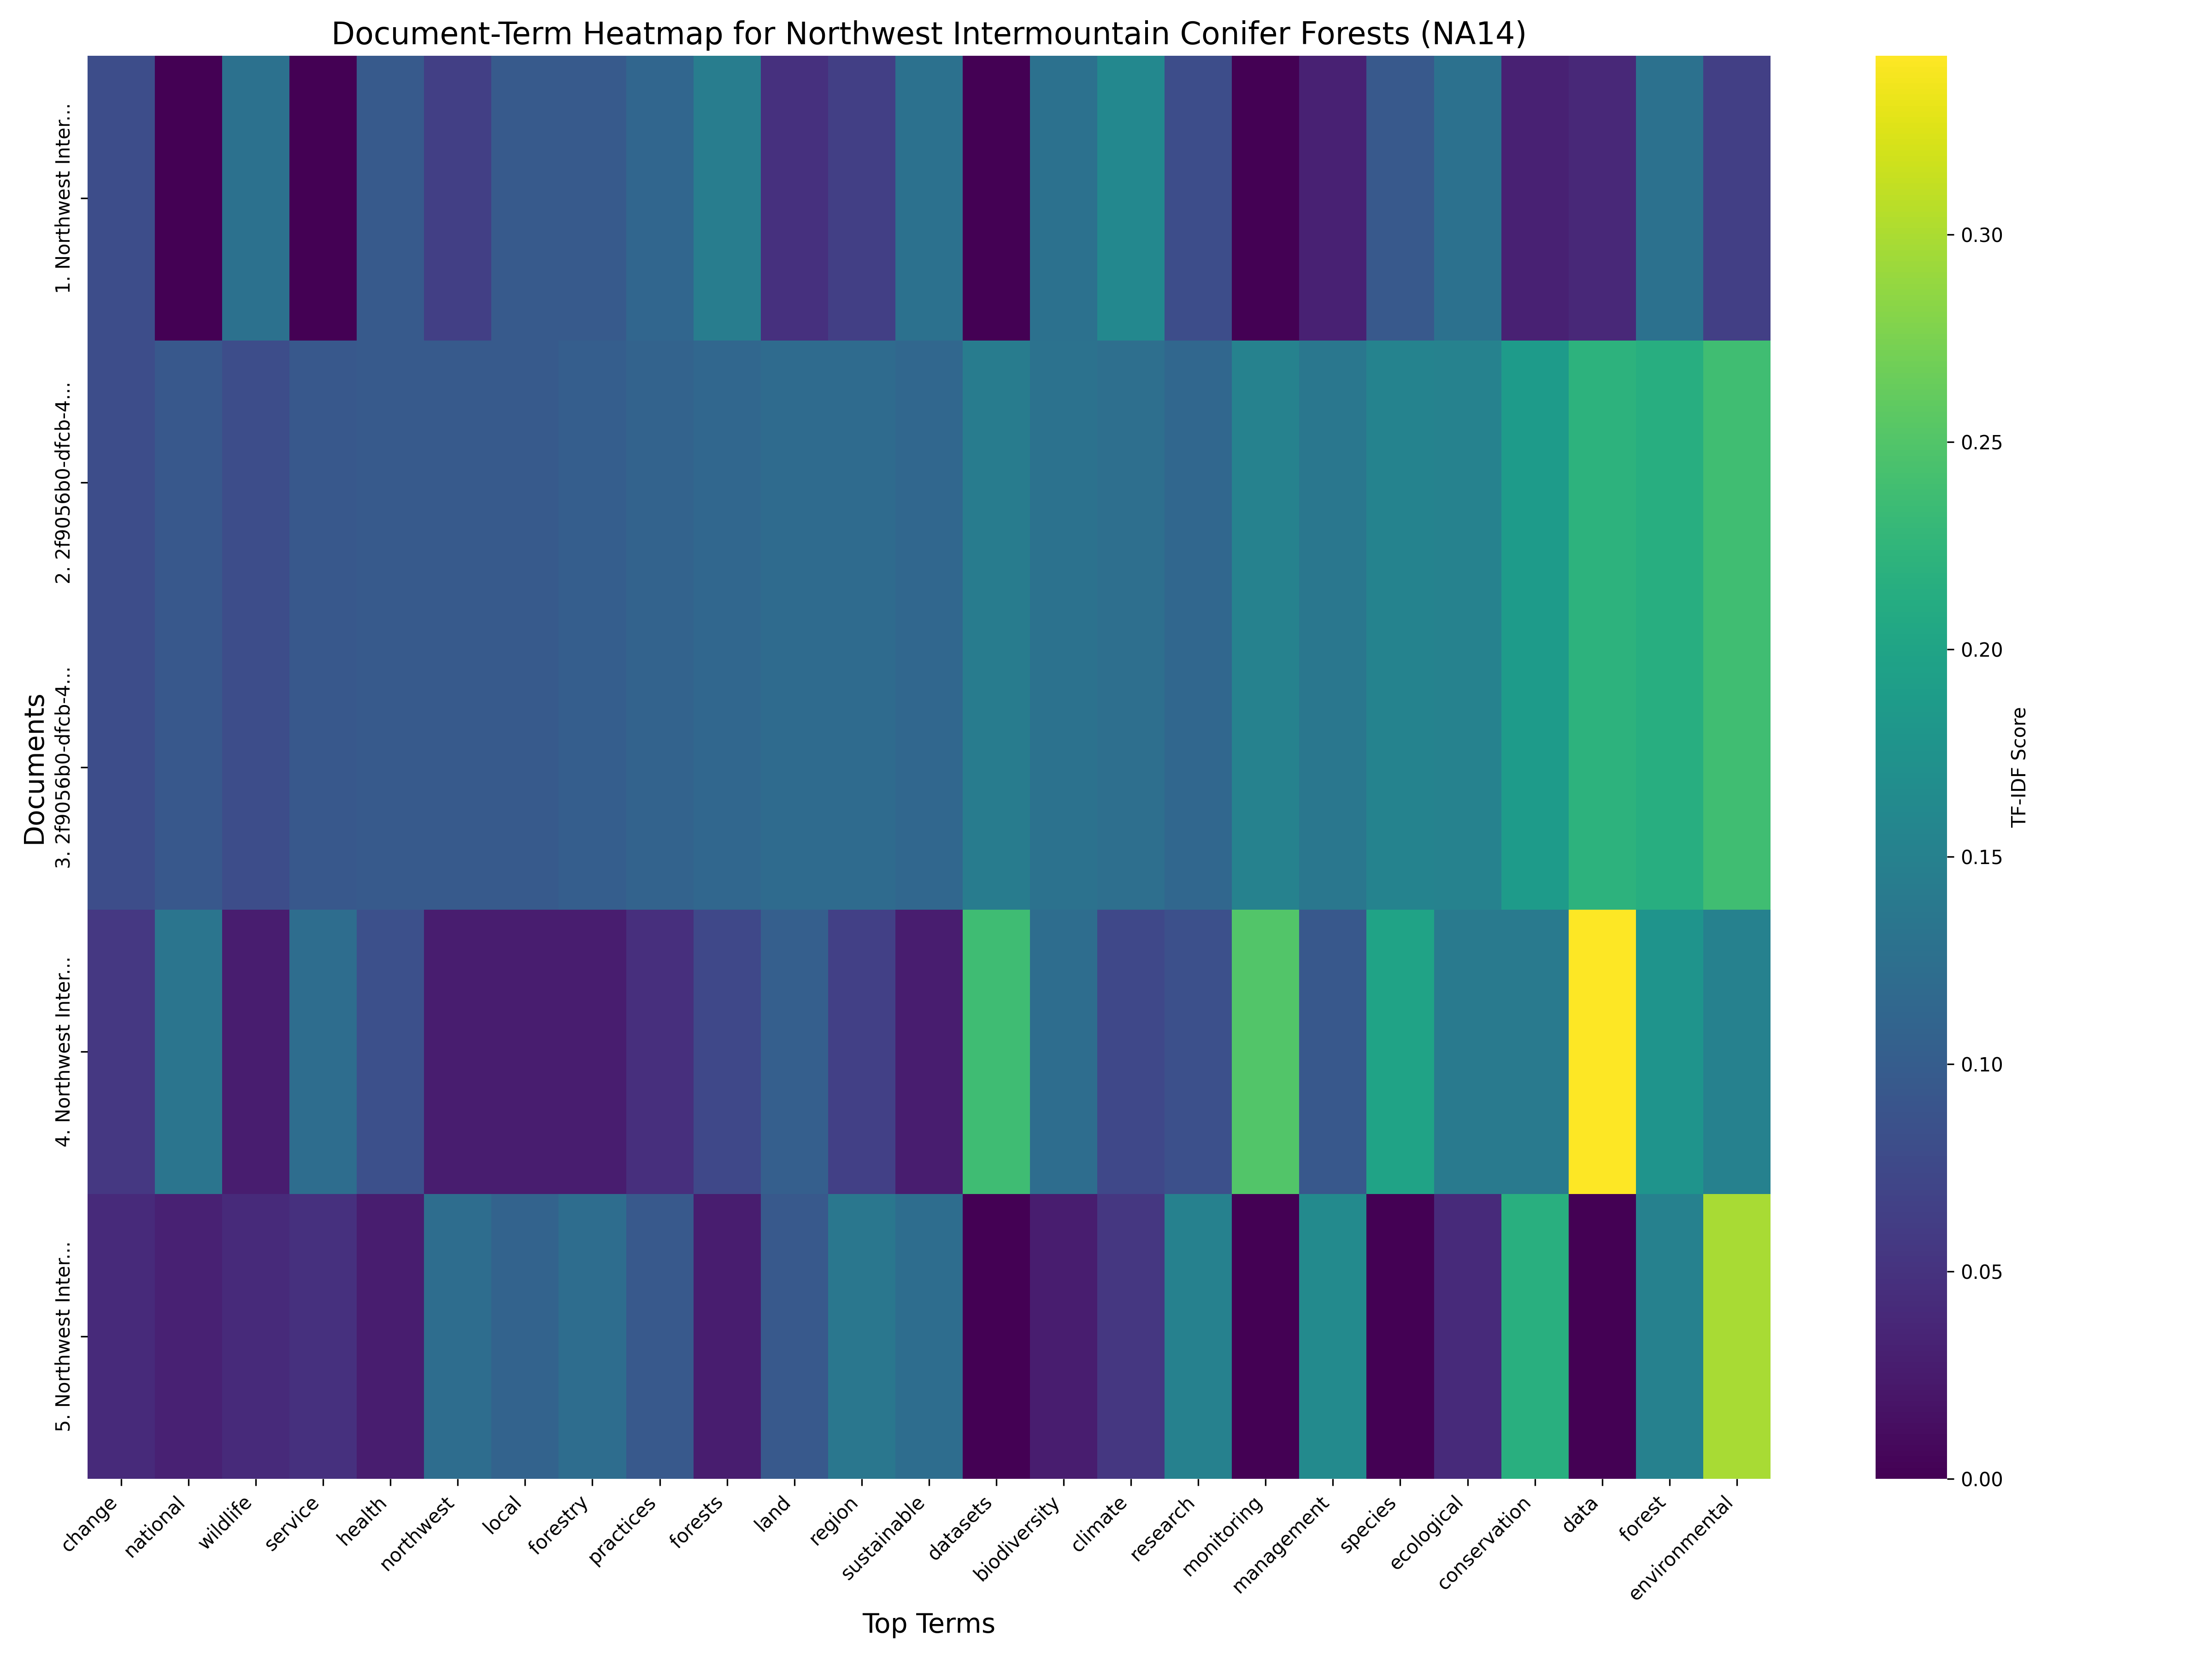 Document-Term Heatmap for Northwest Intermountain Conifer Forests (NA14)
Documents
1. Northwest Inter...
2. 2f9056b0-dfcb-4...
3. 2f9056b0-dfcb-4...
4. Northwest Inter...
5. Northwest Inter...
change
national
wildlife
service
health
northwest
local
forestry
practices
forests
land
region
sustainable
datasets
biodiversity
climate
research
monitoring
management
species
ecological
conservation
data
forest
environmental
Top Terms
0.30
0.25
0.20
0.15
0.10
0.05
0.00
TF-IDF Score